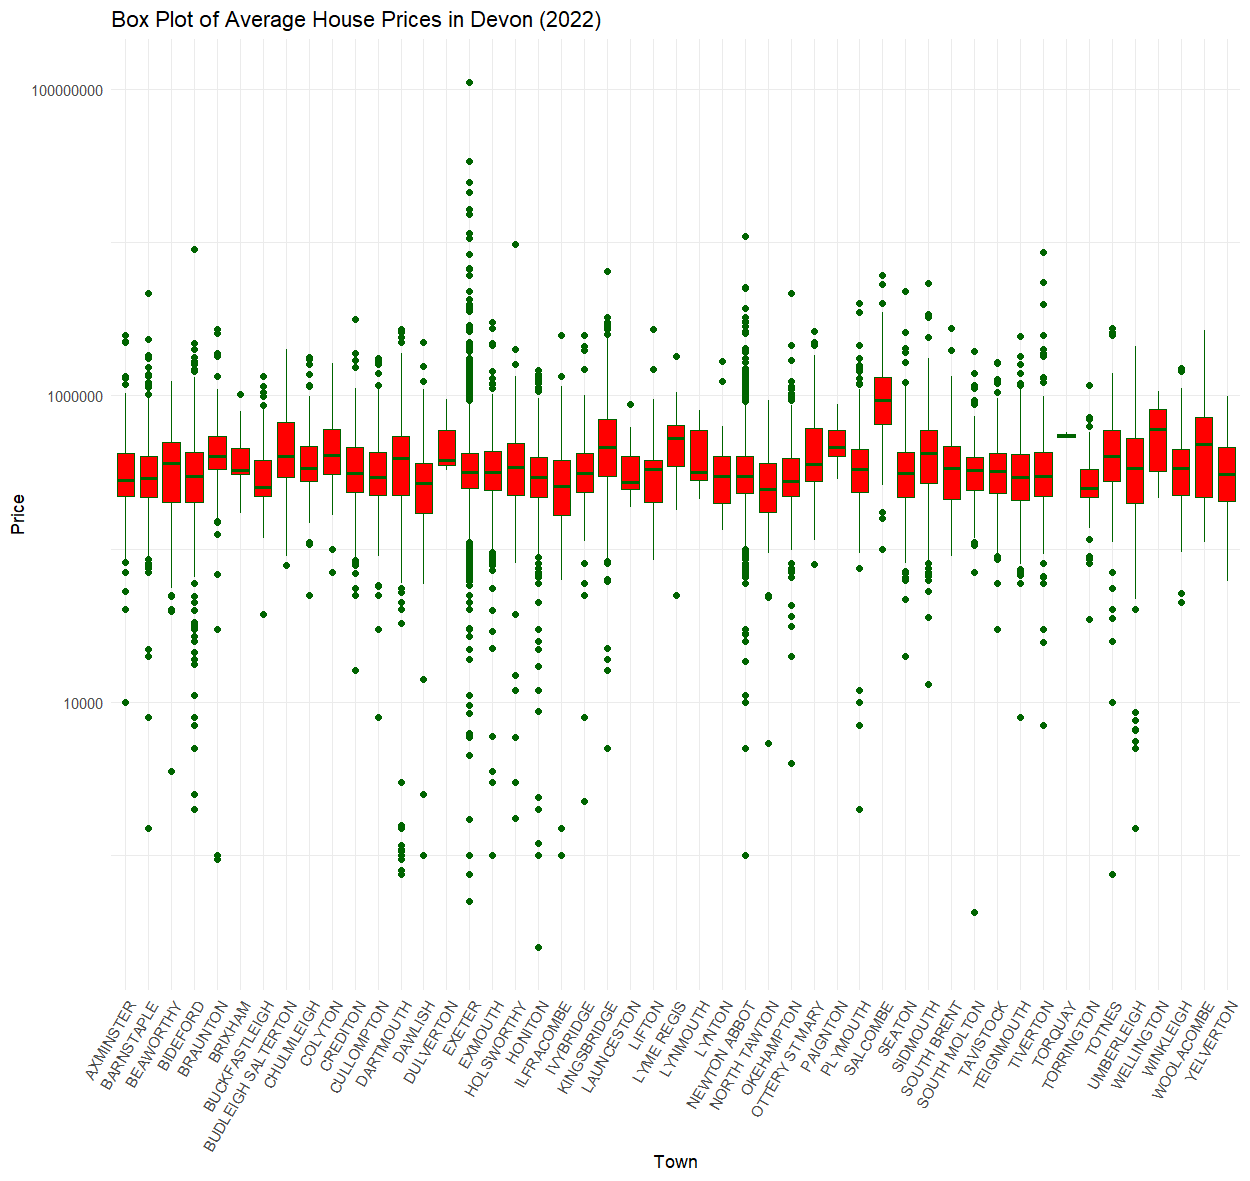 Box Plot of Average House Prices in Devon (2022)
100000000
1000000
10000
Price
AXMINSTER
BARNSTAPLE
BEAWORTHY
BIDEFORD
BRAUNTON
BRIXHAM
BUCKFASTLEIGH
BUDLEIGH SALTERTON
CHULMLEIGH
COLYTON
CREDITON
CULLOMPTON
DARTMOUTH
DAWLISH
DULVERTON
EXETER
EXMOUTH
HOLSWORTHY
HONITON
ILFRACOMBE
IVYBRIDGE
KINGSBRIDGE
LAUNCESTON
LIFTON
LYME REGIS
LYNMOUTH
LYNTON
NEWTON ABBOT
NORTH TAWTON
OKEHAMPTON
OTTERY ST MARY
PAIGNTON
PLYMOUTH
SALCOMBE
SEATON
SIDMOUTH
SOUTH BRENT
SOUTH MOLTON
TAVISTOCK
TEIGNMOUTH
TIVERTON
TORQUAY
TORRINGTON
TOTNES
UMBERLEIGH
WELLINGTON
WINKLEIGH
WOOLACOMBE
YELVERTON
Town